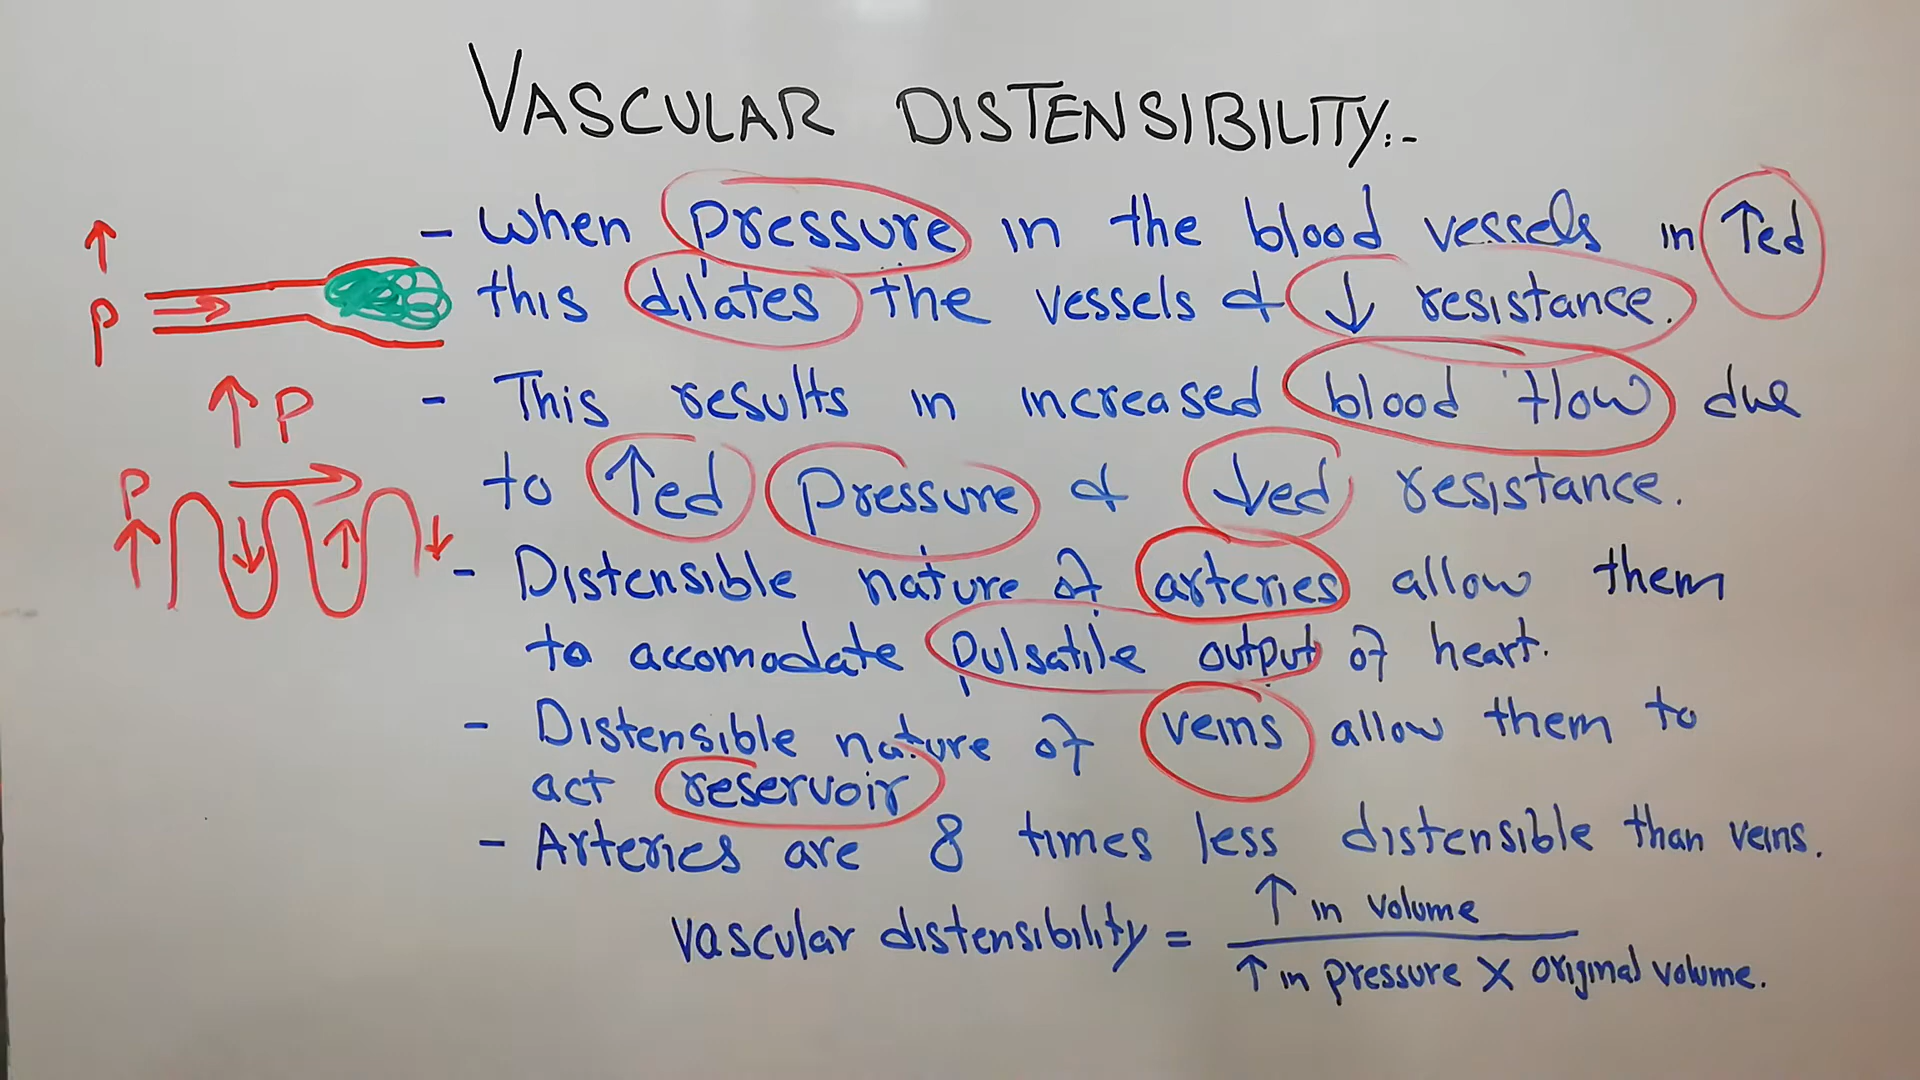 VASCULAR DISTENSIBILITY:-
- When pressure in the blood vessels in ↑ed
this dilates the vessels & ↓ resistance.
- This results in increased blood flow due
to ↑ed pressure & ↓ed resistance.
- Distensible nature of arteries allow them
to accomodate pulsatile output of heart.
- Distensible nature of veins allow them to
act reservoir
- Arteries are 8 times less distensible than veins.
vascular distensibility = ↑ in volume
↑ in pressure X original volume.
↑
P
↑ P
P